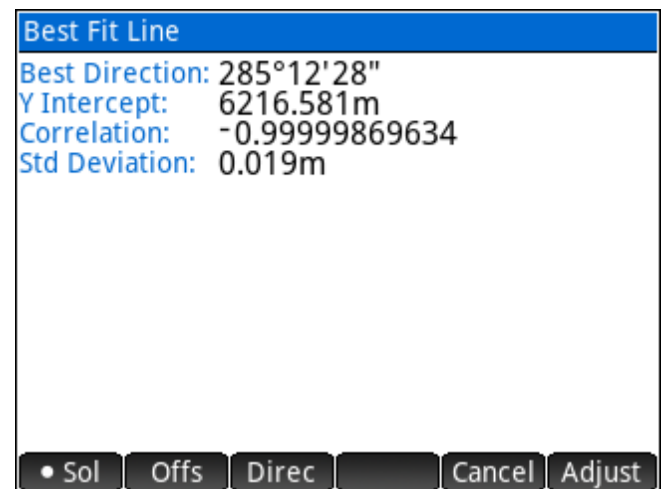 Best Fit Line
Best Direction: 285°12'28"
Y Intercept: 6216.581m
Correlation: -0.99999869634
Std Deviation: 0.019m
• Sol Offs Direc Cancel Adjust